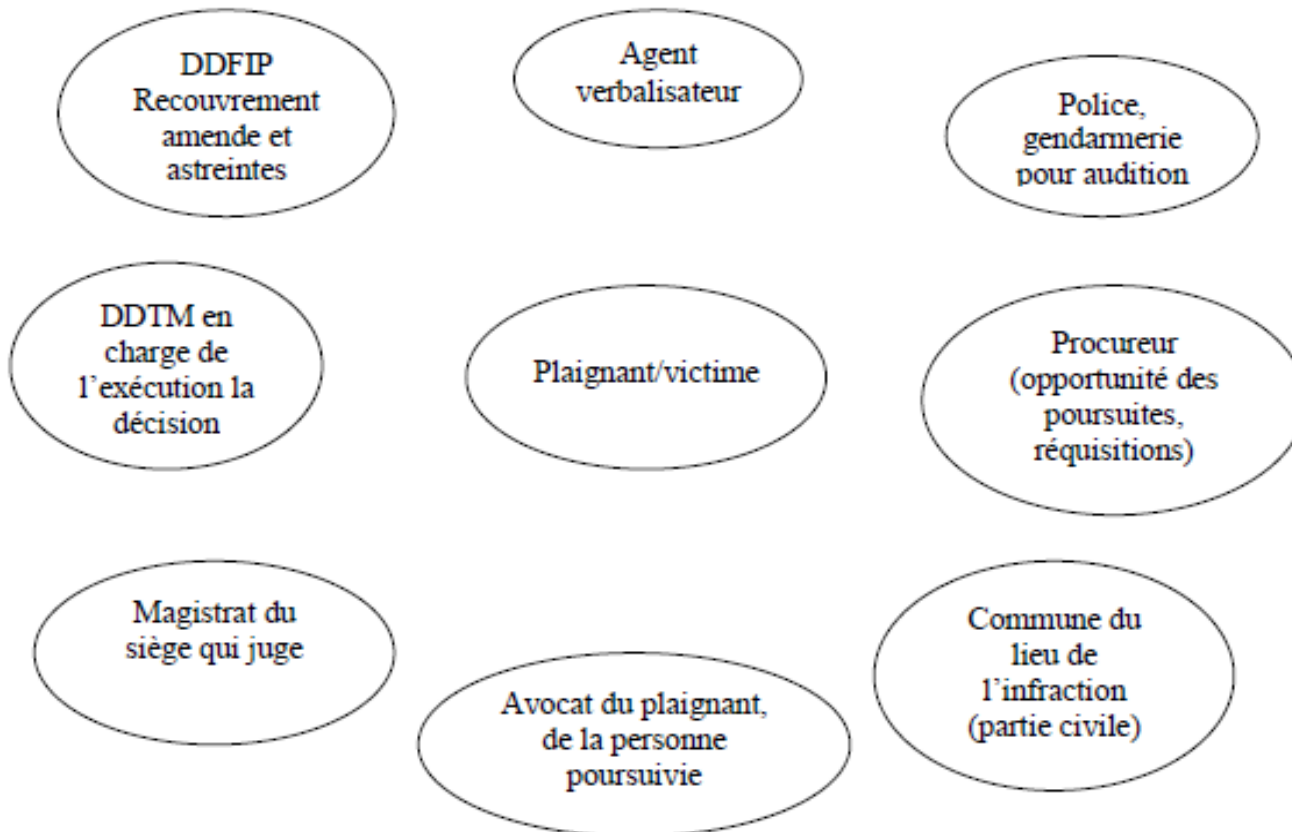 DDFIP
Recouvrement
amende et
astreintes
Agent
verbalisateur
Police,
gendarmerie
pour audition
DDTM en
charge de
l’exécution la
décision
Plaignant/victime
Procureur
(opportunité des
poursuites,
réquisitions)
Magistrat du
siège qui juge
Avocat du plaignant,
de la personne
poursuivie
Commune du
lieu de
l’infraction
(partie civile)